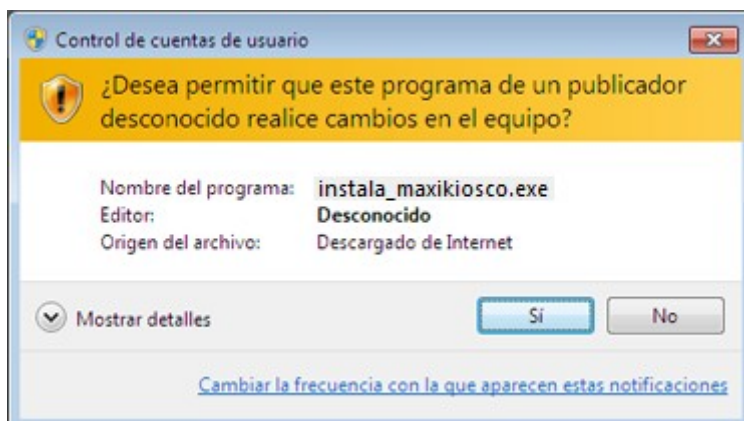 Control de cuentas de usuario
¿Desea permitir que este programa de un publicador
desconocido realice cambios en el equipo?
Nombre del programa: instala_maxikiosco.exe
Editor: Desconocido
Origen del archivo: Descargado de Internet
Mostrar detalles Sí No
Cambiar la frecuencia con la que aparecen estas notificaciones